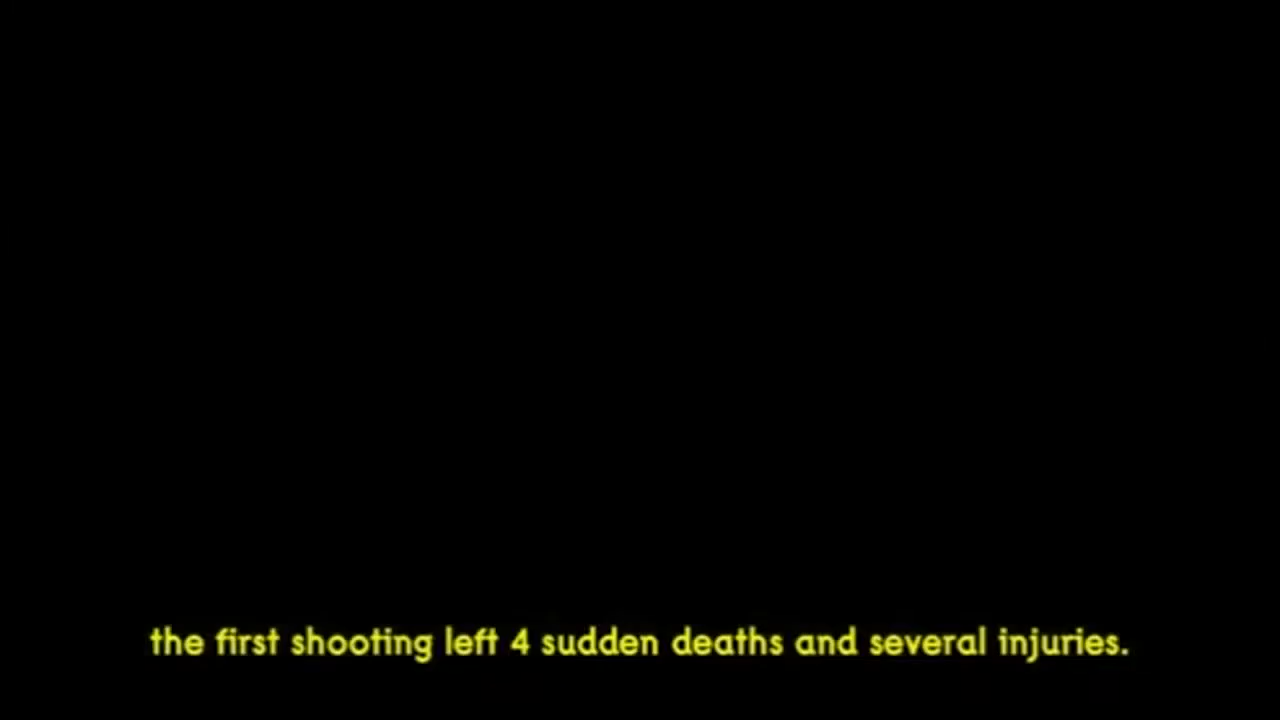 the first shooting left 4 sudden deaths and several injuries.